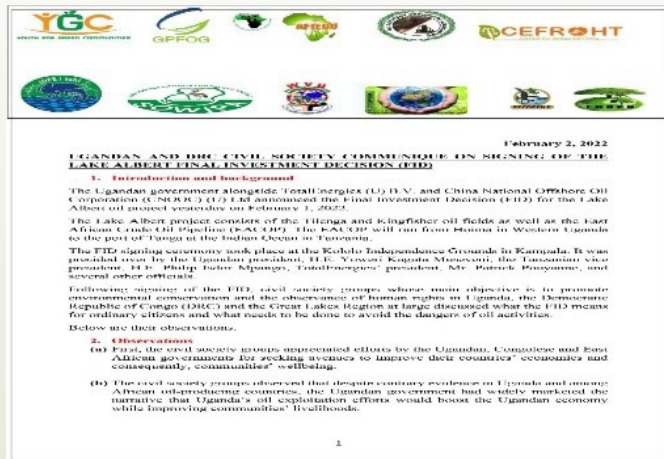 YGC
YOUTH FOR GREEN COMMUNITIES
GPFOG
AFIEGO
CEFROHT
February 2, 2022
UGANDAN AND DRC CIVIL SOCIETY COMMUNIQUE ON SIGNING OF THE
LAKE ALBERT FINAL INVESTMENT DECISION (FID)
1. Introduction and background
The Ugandan government alongside TotalEnergies (U) B.V. and China National Offshore Oil
Corporation (CNOOC) (U) Ltd announced the Final Investment Decision (FID) for the Lake
Albert oil project yesterday on February 1, 2022.
The Lake Albert project consists of the Tilenga and Kingfisher oil fields as well as the East
African Crude Oil Pipeline (EACOP). The EACOP will run from Hoima in Western Uganda
to the port of Tanga at the Indian Ocean in Tanzania.
The FID signing ceremony took place at the Kololo Independence Grounds in Kampala. It was
presided over by the Ugandan president, H.E. Yoweri Kaguta Museveni, the Tanzanian vice
president, H.E. Philip Isdor Mpango, TotalEnergies' president, Mr. Patrick Pouyanne, and
several other officials.
Following signing of the FID, civil society groups whose main objective is to promote
environmental conservation and the observance of human rights in Uganda, the Democratic
Republic of Congo (DRC) and the Great Lakes Region at large discussed what the FID means
for ordinary citizens and what needs to be done to avoid the dangers of oil activities.
Below are their observations.
2. Observations
(a) First, the civil society groups appreciated efforts by the Ugandan, Congolese and East
African governments for seeking avenues to improve their countries' economies and
consequently, communities' wellbeing.
(b) The civil society groups observed that despite contrary evidence in Uganda and among
African oil-producing countries, the Ugandan government had widely marketed the
narrative that Uganda's oil exploitation efforts would boost the Ugandan economy
while improving communities' livelihoods.
1